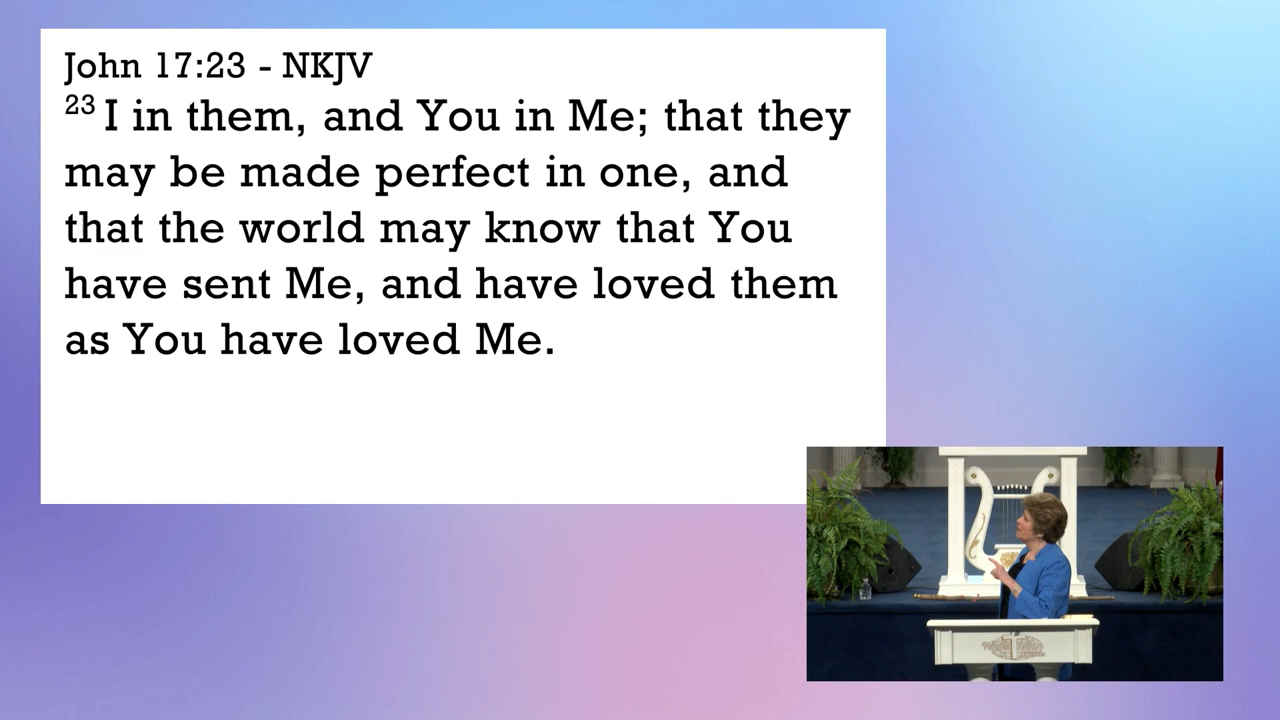 John 17:23 - NKJV
23 I in them, and You in Me; that they
may be made perfect in one, and
that the world may know that You
have sent Me, and have loved them
as You have loved Me.